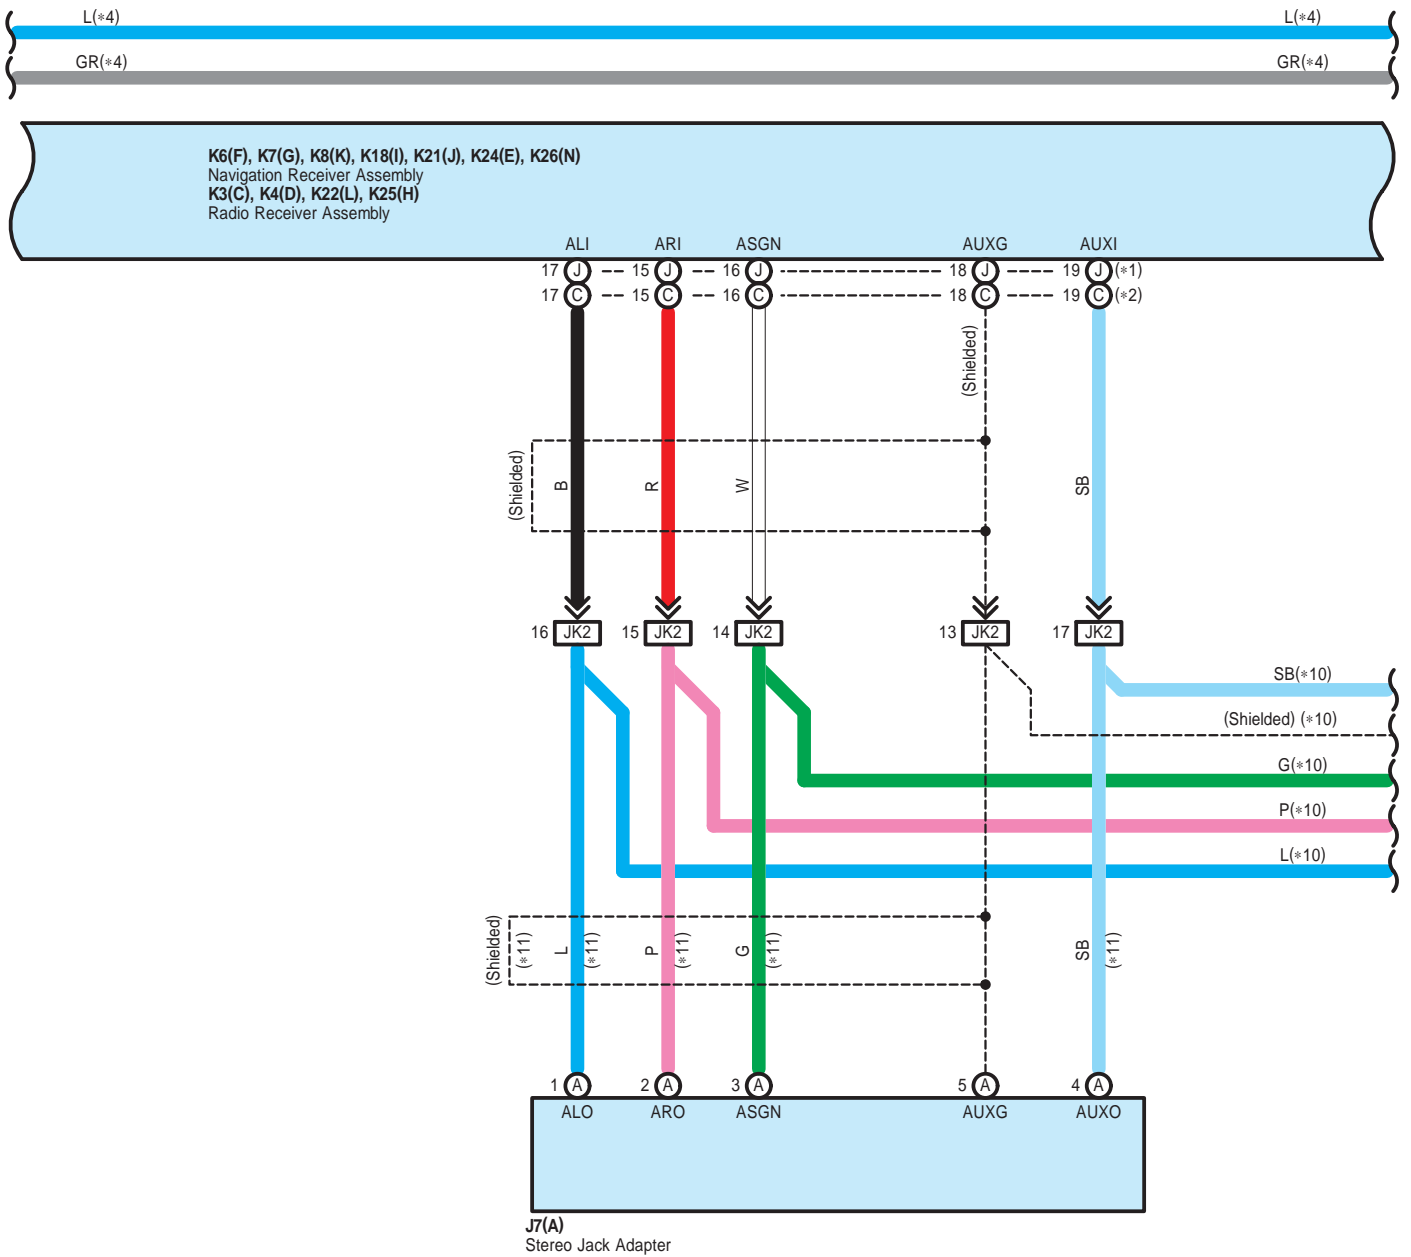 L(*4) L(*4)
GR(*4) GR(*4)
K6(F), K7(G), K8(K), K18(I), K21(J), K24(E), K26(N)
Navigation Receiver Assembly
K3(C), K4(D), K22(L), K25(H)
Radio Receiver Assembly
ALI ARI ASGN AUXG AUXI
17 J 15 J 16 J 18 J 19 J (*1)
17 C 15 C 16 C 18 C 19 C (*2)
(Shielded)
(Shielded) B R W SB
16 JK2 15 JK2 14 JK2 13 JK2 17 JK2
SB(*10)
(Shielded) (*10)
G(*10)
P(*10)
L(*10)
(Shielded) (*11) L (*11) P (*11) G (*11) SB (*11)
1 A 2 A 3 A 5 A 4 A
ALO ARO ASGN AUXG AUXO
J7(A)
Stereo Jack Adapter